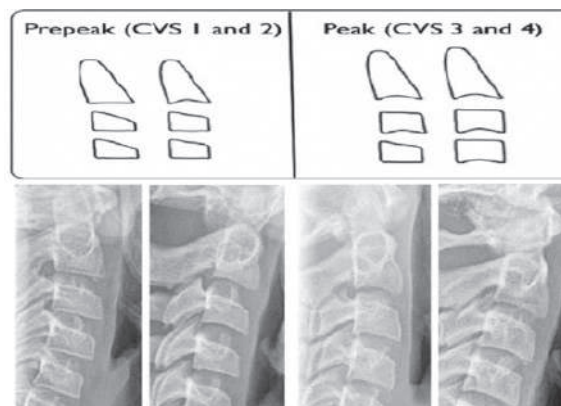 Prepeak (CVS 1 and 2)
Peak (CVS 3 and 4)